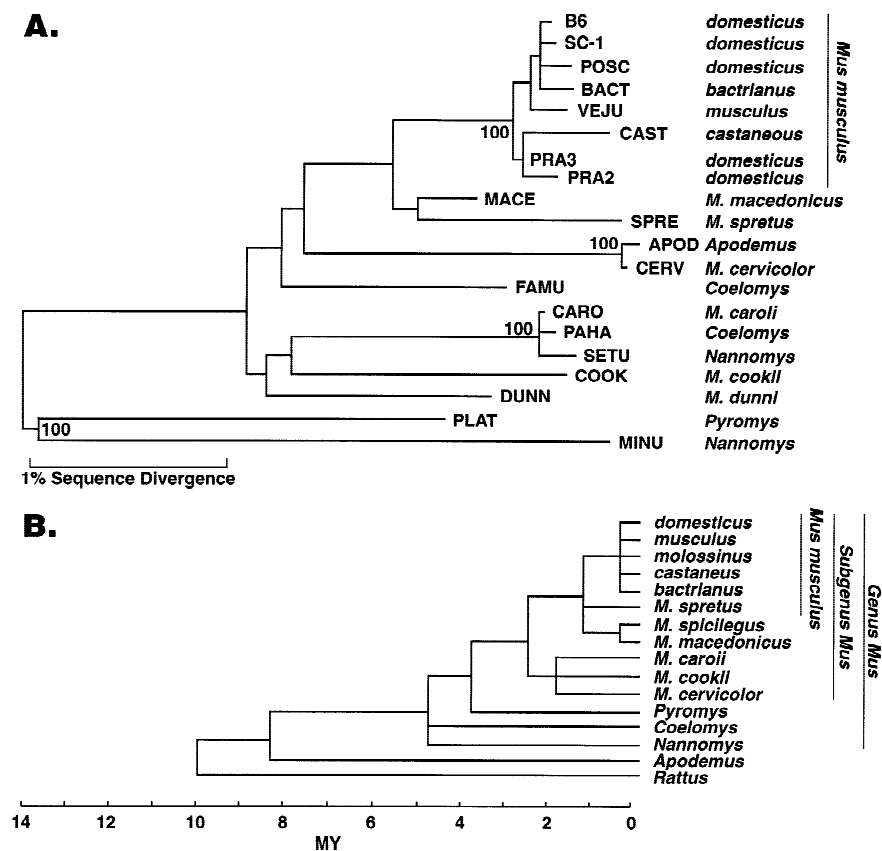 A.
B6 domesticus
SC-1 domesticus
POSC domesticus
BACT bactrianus
VEJU musculus
100
CAST castaneous
PRA3 domesticus
PRA2 domesticus
Mus musculus
MACE M. macedonicus
SPRE M. spretus
100
APOD Apodemus
CERV M. cervicolor
FAMU Coelomys
CARO M. caroli
100
PAHA Coelomys
SETU Nannomys
COOK M. cookii
DUNN M. dunni
PLAT Pyromys
100
MINU Nannomys
1% Sequence Divergence
B.
domesticus
musculus
molossinus
castaneus
bactrianus
M. spretus
M. spicilegus
M. macedonicus
M. caroii
M. cookii
M. cervicolor
Pyromys
Coelomys
Nannomys
Apodemus
Rattus
Mus musculus
Subgenus Mus
Genus Mus
14 12 10 8 6 4 2 0
MY